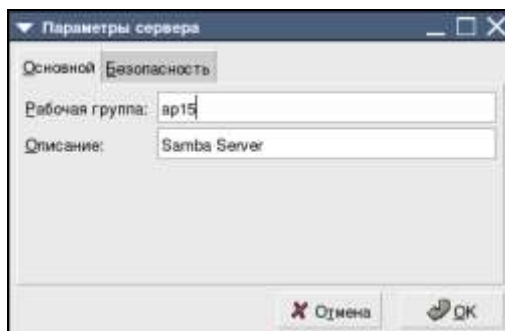 Параметры сервера
Основной Безопасность
Рабочая группа: ap15
Описание: Samba Server
Отмена OK